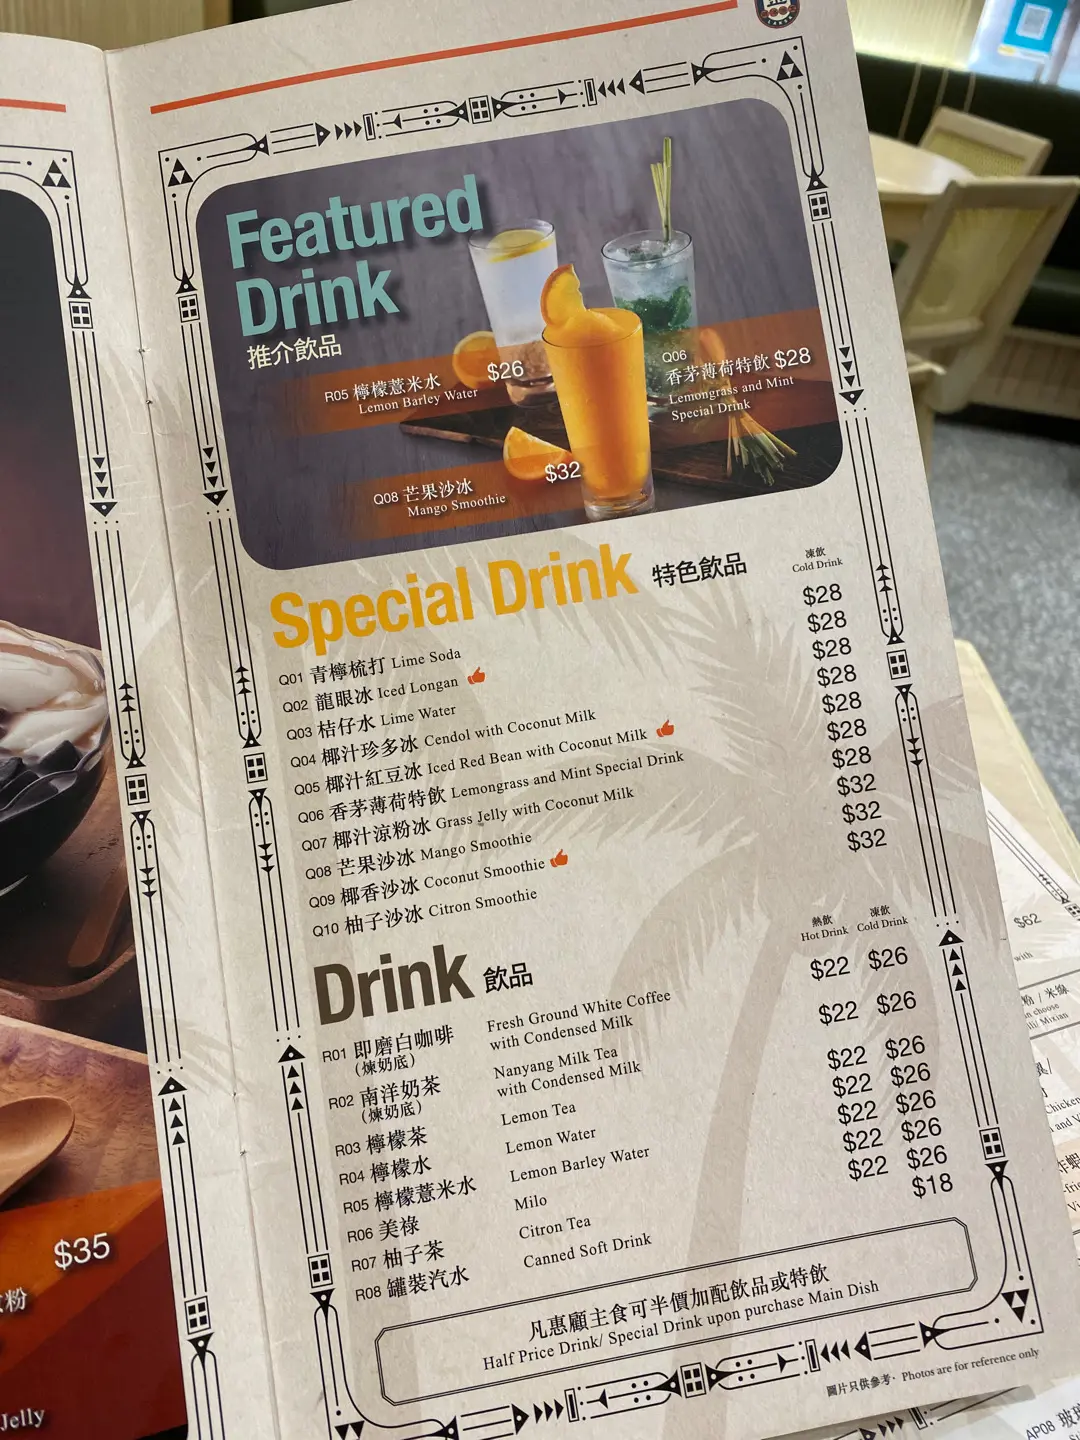 Featured
Drink
推介飲品
R05 檸檬薏米水 $26
Lemon Barley Water
Q06
香茅薄荷特飲 $28
Lemongrass and Mint
Special Drink
Q08 芒果沙冰 $32
Mango Smoothie
Special Drink 特色飲品
凍飲
Cold Drink
Q01 青檸梳打 Lime Soda $28
Q02 龍眼冰 Iced Longan $28
Q03 桔仔水 Lime Water $28
Q04 椰汁珍多冰 Cendol with Coconut Milk $28
Q05 椰汁紅豆冰 Iced Red Bean with Coconut Milk $28
Q06 香茅薄荷特飲 Lemongrass and Mint Special Drink $28
Q07 椰汁涼粉冰 Grass Jelly with Coconut Milk $28
Q08 芒果沙冰 Mango Smoothie $32
Q09 椰香沙冰 Coconut Smoothie $32
Q10 柚子沙冰 Citron Smoothie $32
Drink 飲品
熱飲 凍飲
Hot Drink Cold Drink
R01 即磨白咖啡 Fresh Ground White Coffee $22 $26
(煉奶底) with Condensed Milk
R02 南洋奶茶 Nanyang Milk Tea $22 $26
(煉奶底) with Condensed Milk
R03 檸檬茶 Lemon Tea $22 $26
R04 檸檬水 Lemon Water $22 $26
R05 檸檬薏米水 Lemon Barley Water $22 $26
R06 美祿 Milo $22 $26
R07 柚子茶 Citron Tea $22 $26
R08 罐裝汽水 Canned Soft Drink $18
凡惠顧主食可半價加配飲品或特飲
Half Price Drink/ Special Drink upon purchase Main Dish
圖片只供參考。Photos are for reference only
$35
粉
Jelly
$62
with
粉 / 米線
choose
Mixian
Chicken
and V
炸蝦
AP08